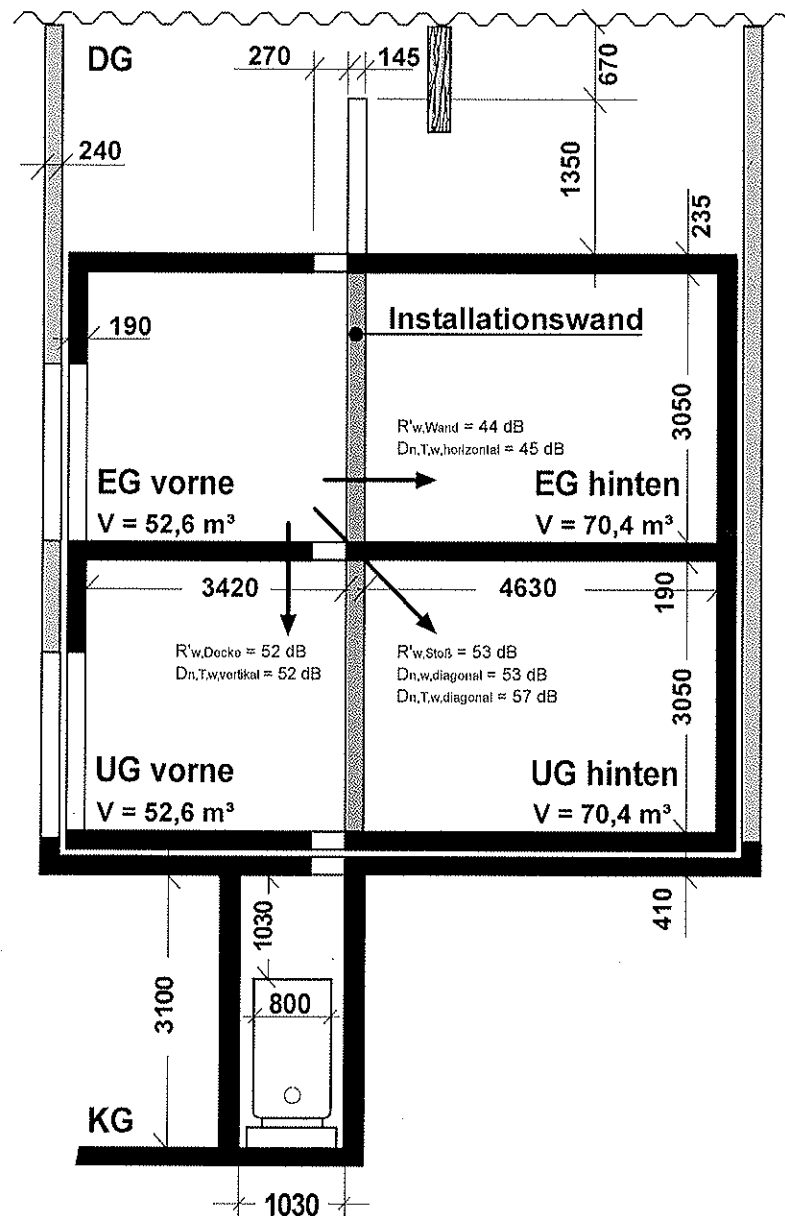 DG
270
145
670
240
1350
235
190
Installationswand
R'w,Wand = 44 dB
Dn,T,w,horizontal = 45 dB
3050
EG vorne
V = 52,6 m³
EG hinten
V = 70,4 m³
3420
4630
190
R'w,Decke = 52 dB
Dn,T,w,vertikal = 52 dB
R'w,Stoß = 53 dB
Dn,w,diagonal = 53 dB
Dn,T,w,diagonal = 57 dB
3050
UG vorne
V = 52,6 m³
UG hinten
V = 70,4 m³
410
1030
3100
800
KG
1030